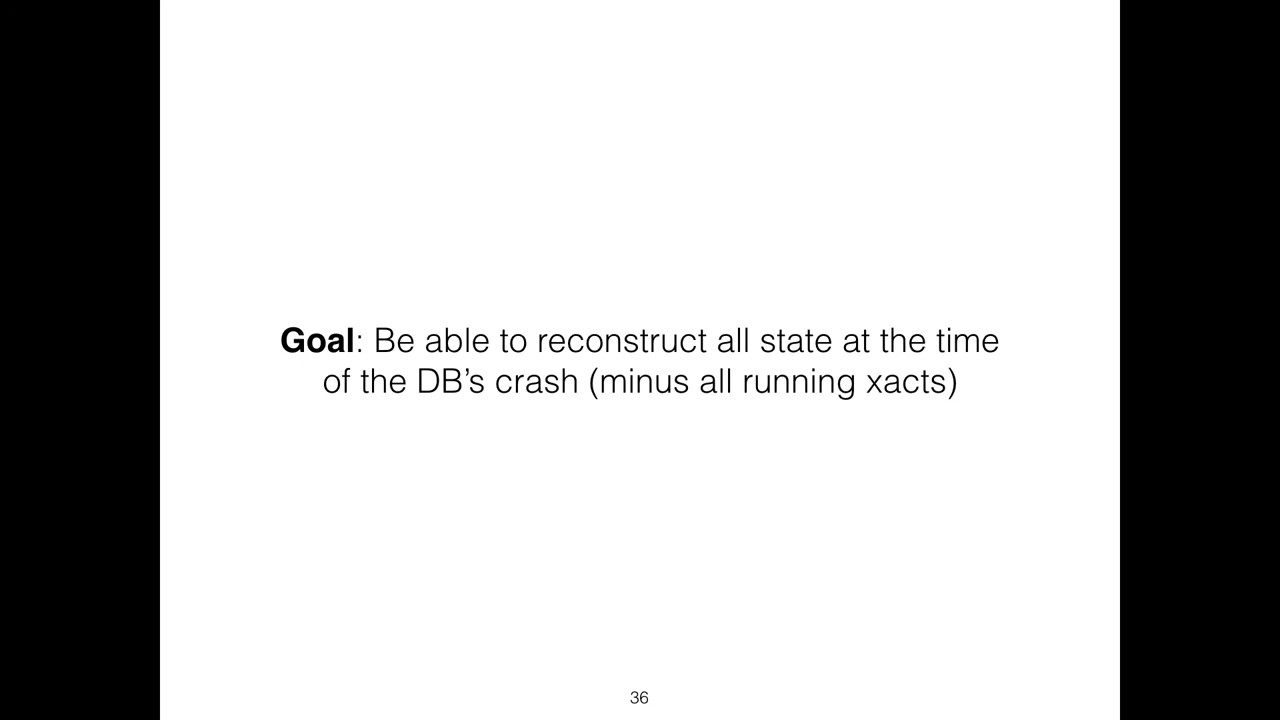 Goal: Be able to reconstruct all state at the time
of the DB’s crash (minus all running xacts)
36